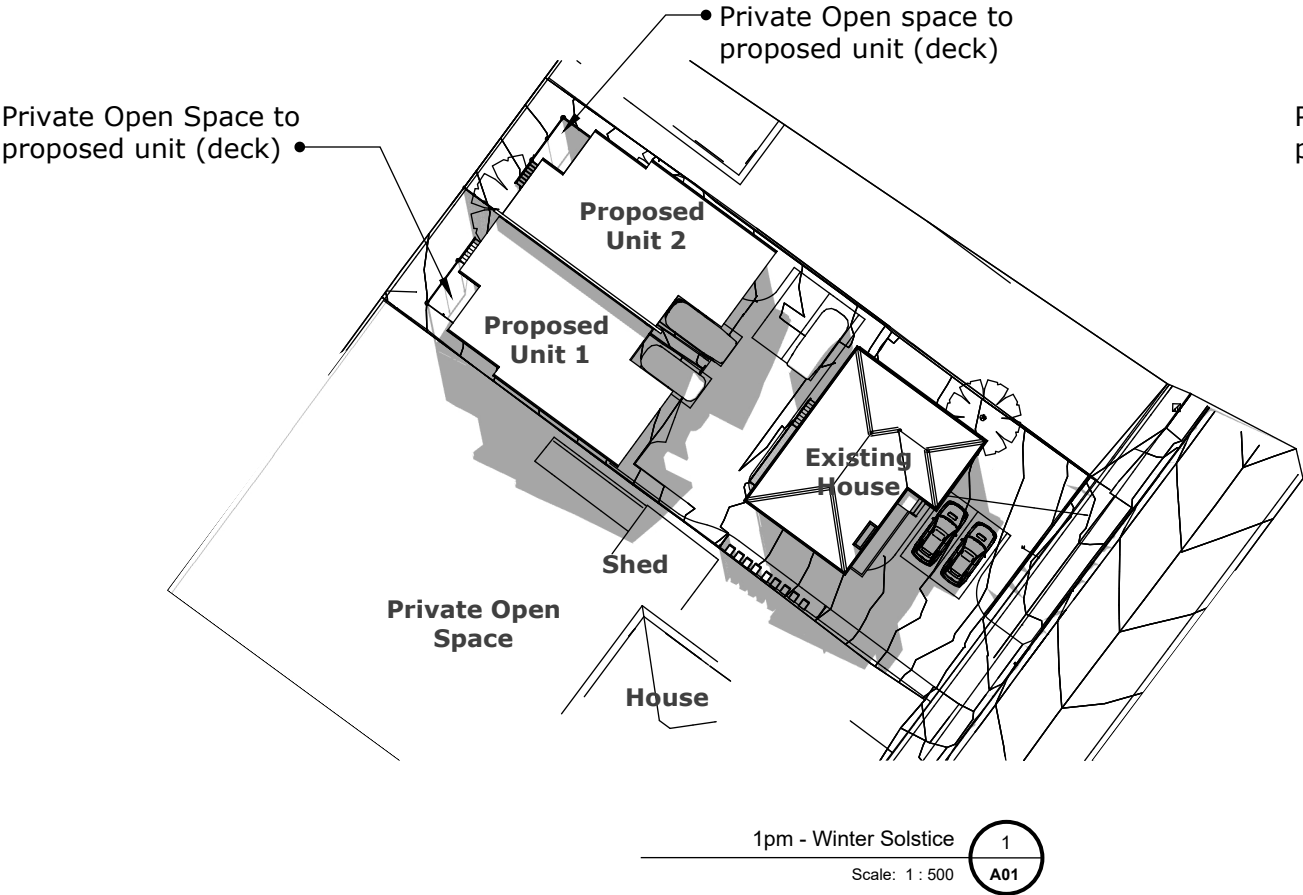 Private Open space to
proposed unit (deck)
Private Open Space to
proposed unit (deck)
P
p
Proposed
Unit 2
Proposed
Unit 1
Existing
House
Shed
Private Open
Space
House
1pm - Winter Solstice
1
Scale: 1 : 500
A01